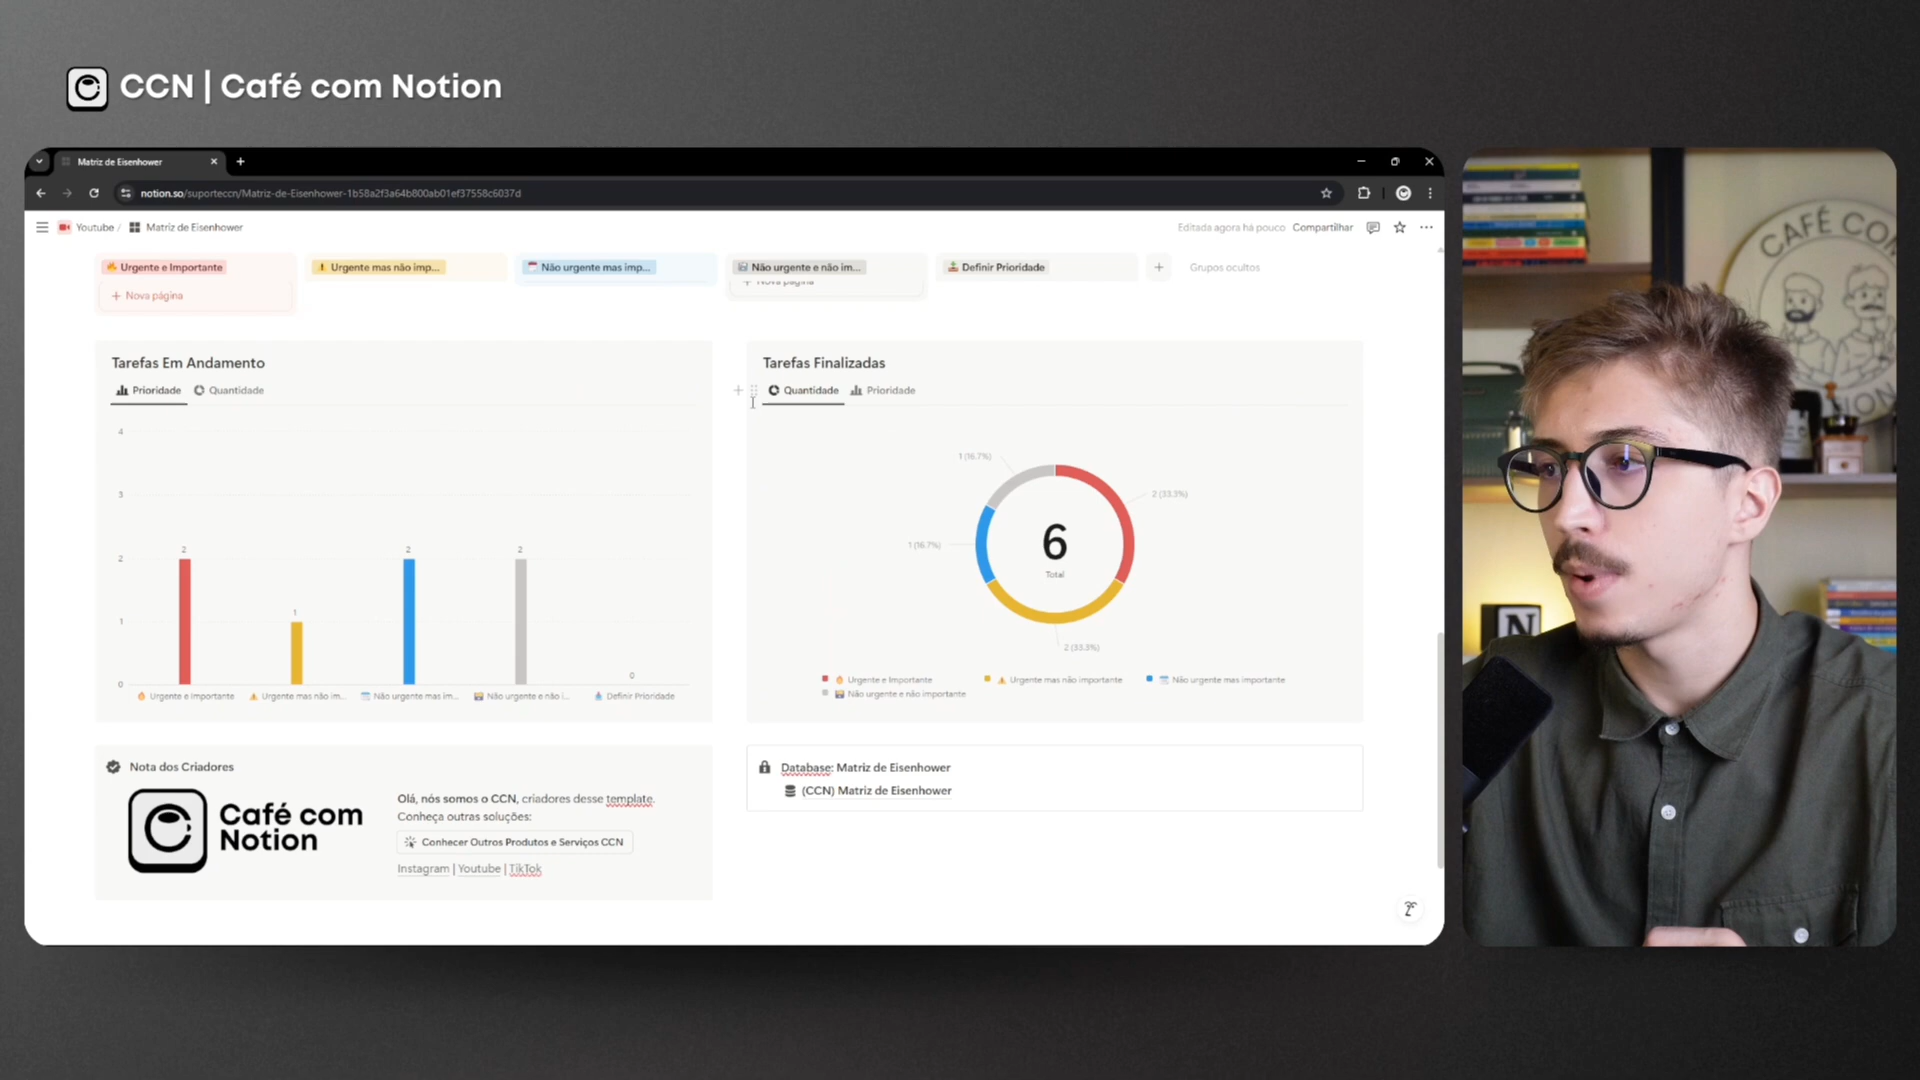 CCN | Café com Notion
Matriz de Eisenhower
notion.so/suporteccn/Matriz-de-Eisenhower-1b58a2f3a64b800ab01ef37558c6037d
Youtube / Matriz de Eisenhower
Editada agora há pouco Compartilhar
Urgente e Importante
Urgente mas não imp...
Não urgente mas imp...
Não urgente e não im...
Definir Prioridade
Grupos ocultos
+ Nova página
+ Nova página
Tarefas Em Andamento
Prioridade Quantidade
4
3
2
1
0
2
1
2
2
0
Urgente e Importante
Urgente mas não im...
Não urgente mas im...
Não urgente e não i...
Definir Prioridade
Tarefas Finalizadas
Quantidade Prioridade
1 (16.7%)
2 (33.3%)
1 (16.7%)
6
Total
2 (33.3%)
Urgente e Importante
Urgente mas não importante
Não urgente mas importante
Não urgente e não importante
Nota dos Criadores
Café com
Notion
Olá, nós somos o CCN, criadores desse template.
Conheça outras soluções:
Conhecer Outros Produtos e Serviços CCN
Instagram | Youtube | TikTok
Database: Matriz de Eisenhower
(CCN) Matriz de Eisenhower
CAFÉ CO
NOTION
N